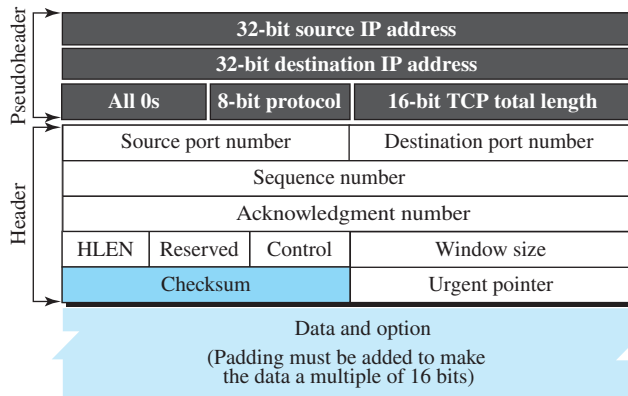 Pseudoheader
32-bit source IP address
32-bit destination IP address
All 0s 8-bit protocol 16-bit TCP total length
Header
Source port number Destination port number
Sequence number
Acknowledgment number
HLEN Reserved Control Window size
Checksum Urgent pointer
Data and option
(Padding must be added to make
the data a multiple of 16 bits)